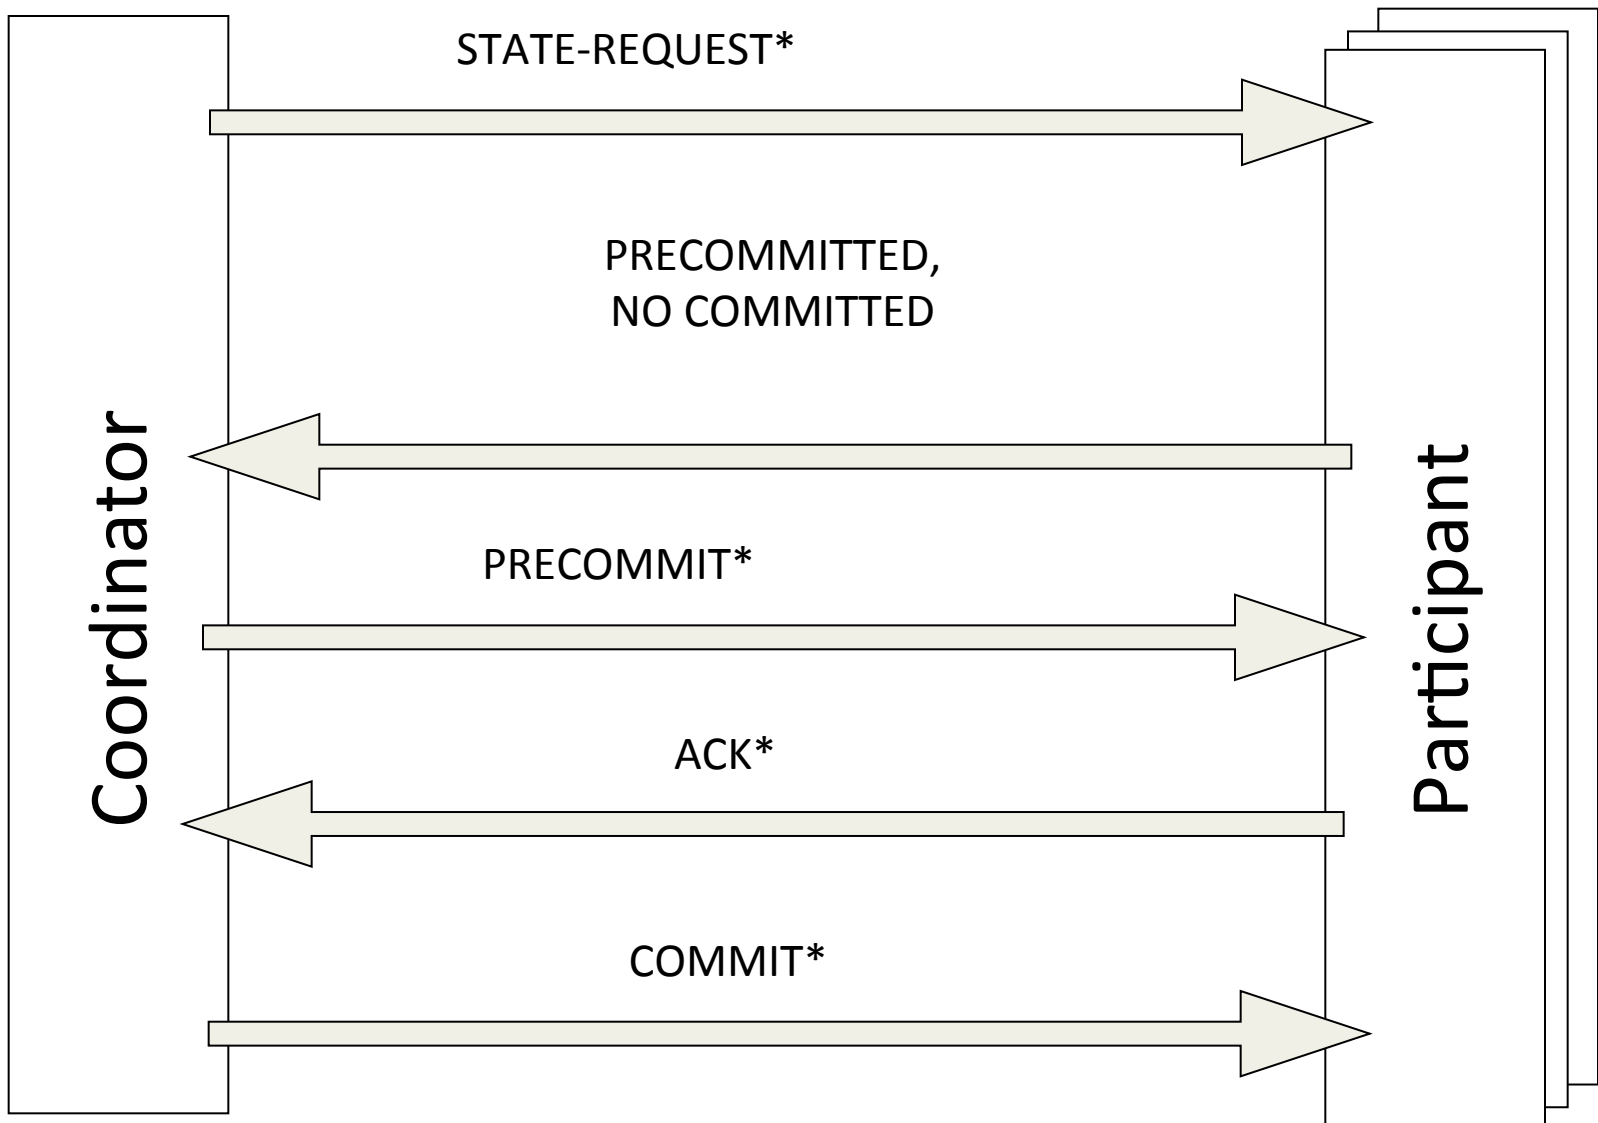 STATE-REQUEST*
PRECOMMITTED,
NO COMMITTED
PRECOMMIT*
ACK*
COMMIT*
Coordinator
Participant